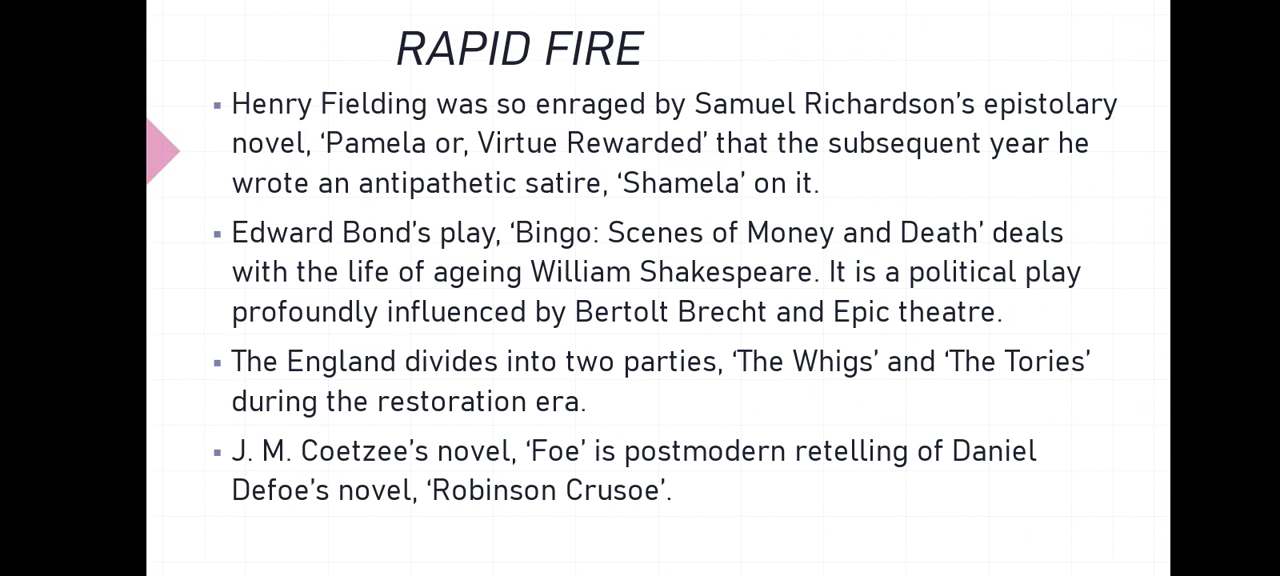 RAPID FIRE
▪ Henry Fielding was so enraged by Samuel Richardson’s epistolary
novel, ‘Pamela or, Virtue Rewarded’ that the subsequent year he
wrote an antipathetic satire, ‘Shamela’ on it.
▪ Edward Bond’s play, ‘Bingo: Scenes of Money and Death’ deals
with the life of ageing William Shakespeare. It is a political play
profoundly influenced by Bertolt Brecht and Epic theatre.
▪ The England divides into two parties, ‘The Whigs’ and ‘The Tories’
during the restoration era.
▪ J. M. Coetzee’s novel, ‘Foe’ is postmodern retelling of Daniel
Defoe’s novel, ‘Robinson Crusoe’.